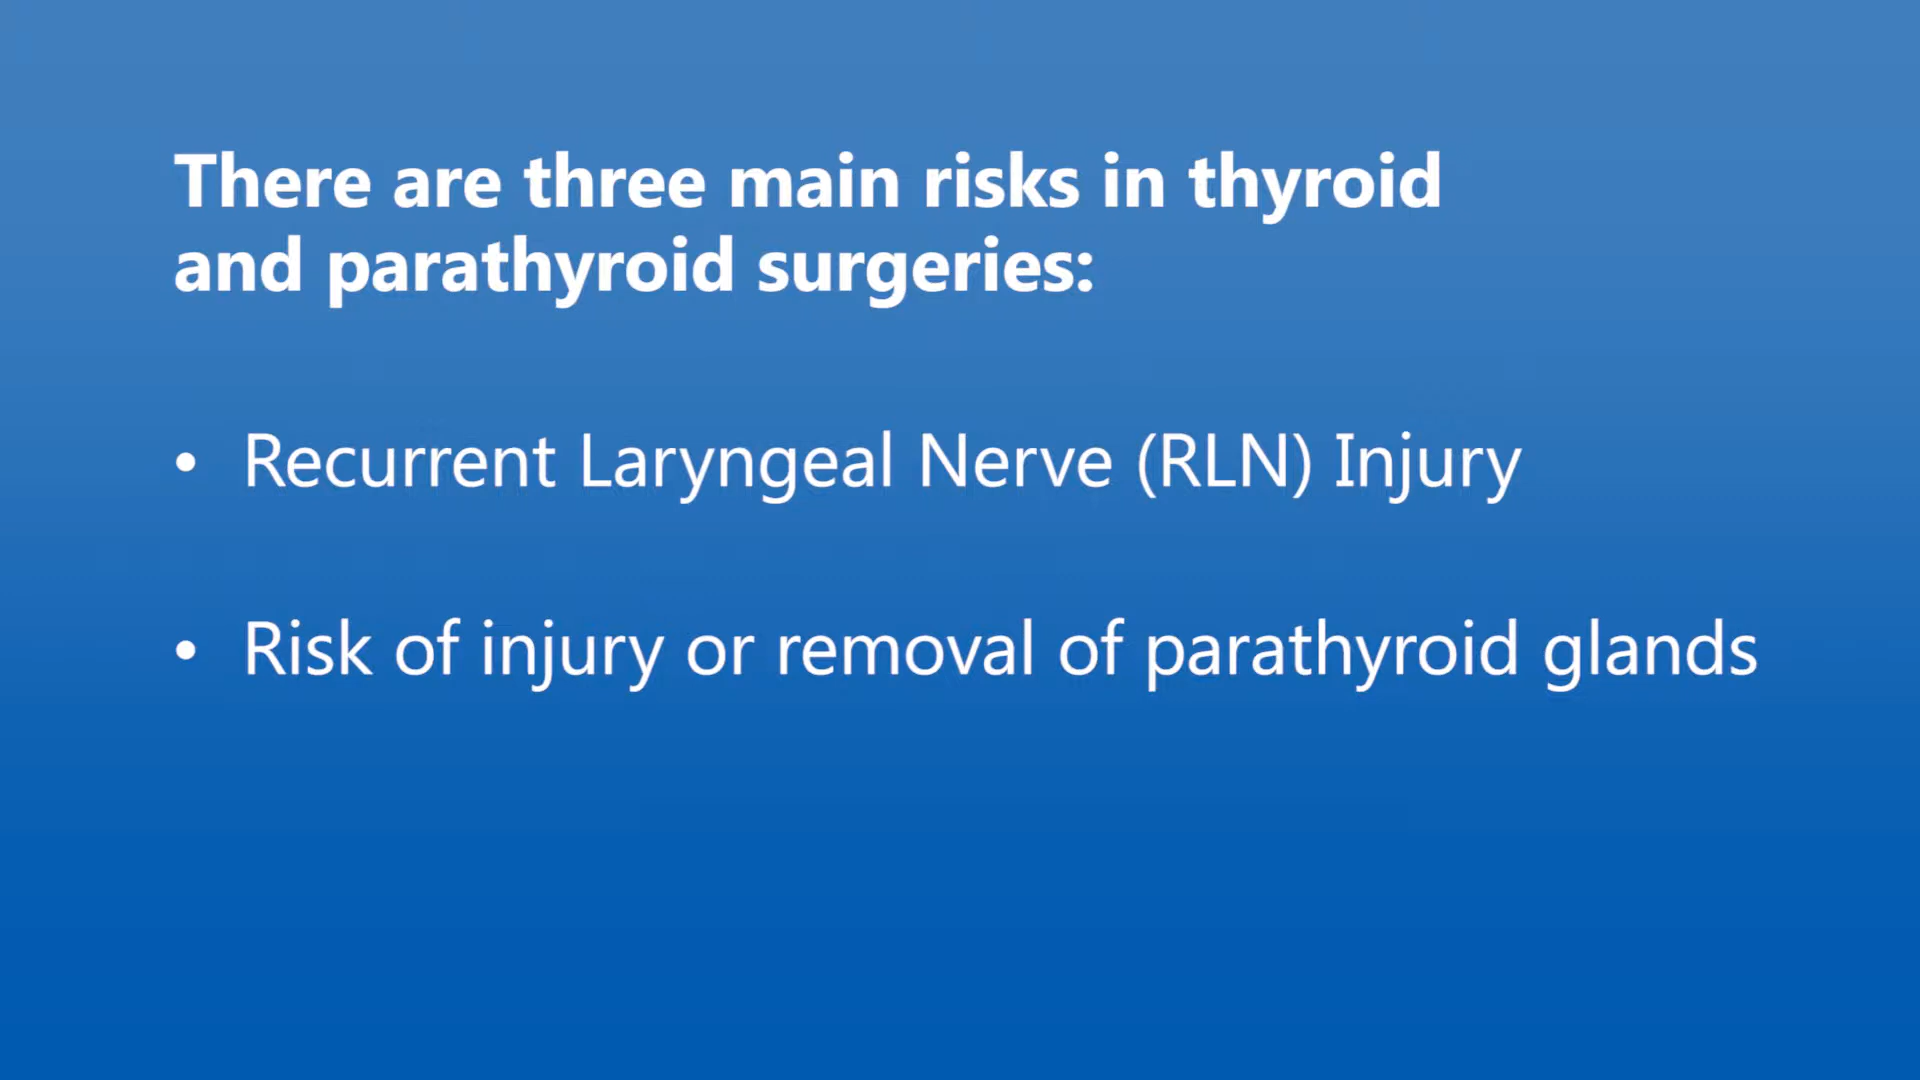 There are three main risks in thyroid
and parathyroid surgeries:
• Recurrent Laryngeal Nerve (RLN) Injury
• Risk of injury or removal of parathyroid glands